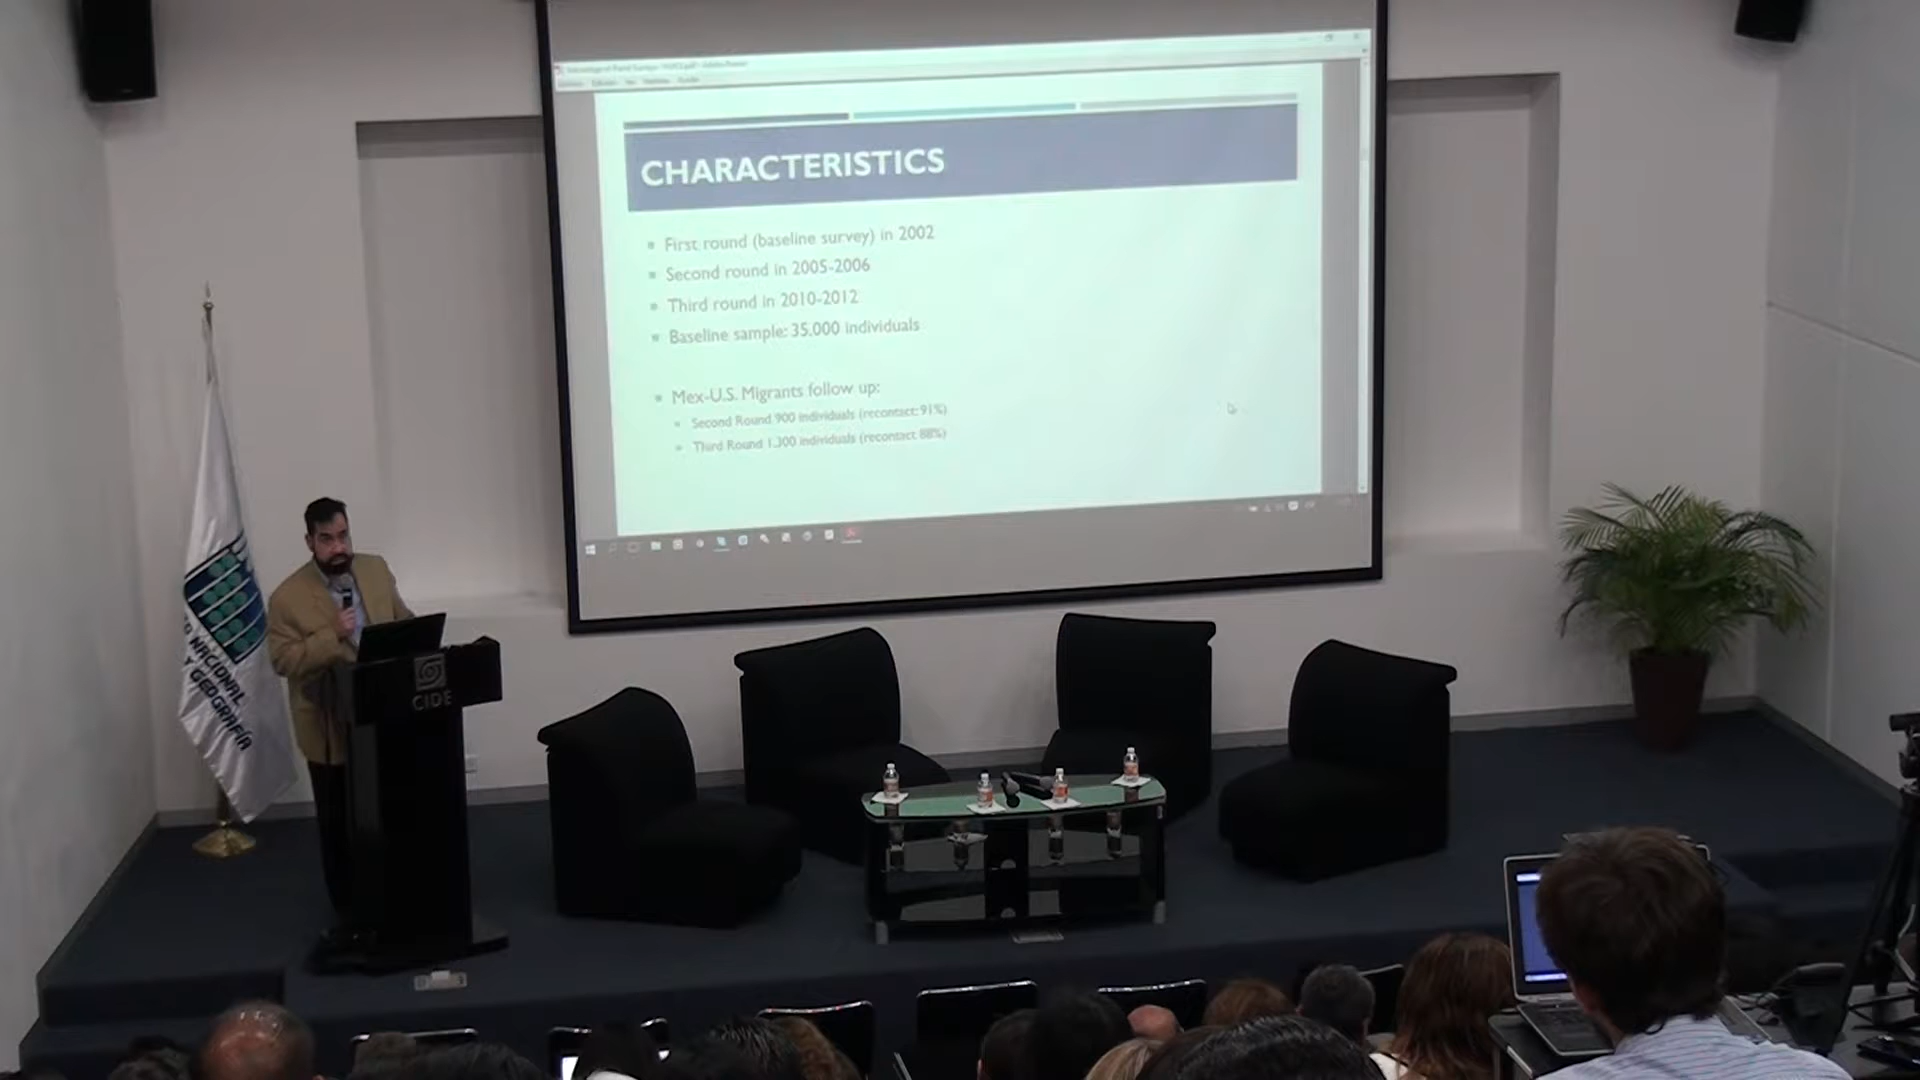 CHARACTERISTICS
First round (baseline survey) in 2002
Second round in 2005-2006
Third round in 2010-2012
Baseline sample: 35.000 individuals
Mex-U.S. Migrants follow up:
Second Round 900 individuals (recontact: 91%)
Third Round 1.300 individuals (recontact 88%)
NACIONAL
Y GEOGRAFÍA
CIDE